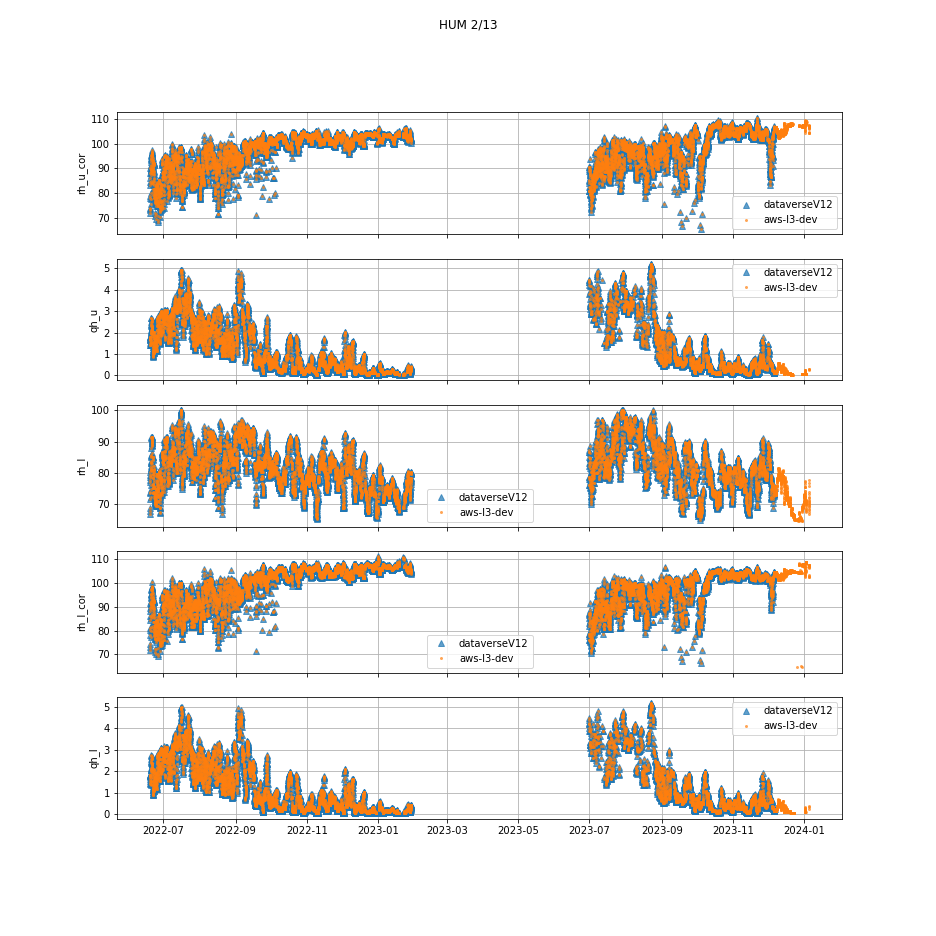 HUM 2/13
110
100
90
80
70
rh_u_cor
dataverseV12
aws-l3-dev
5
4
3
2
1
0
qh_u
dataverseV12
aws-l3-dev
100
90
80
70
rh_l
dataverseV12
aws-l3-dev
110
100
90
80
70
rh_l_cor
dataverseV12
aws-l3-dev
5
4
3
2
1
0
qh_l
dataverseV12
aws-l3-dev
2022-07 2022-09 2022-11 2023-01 2023-03 2023-05 2023-07 2023-09 2023-11 2024-01